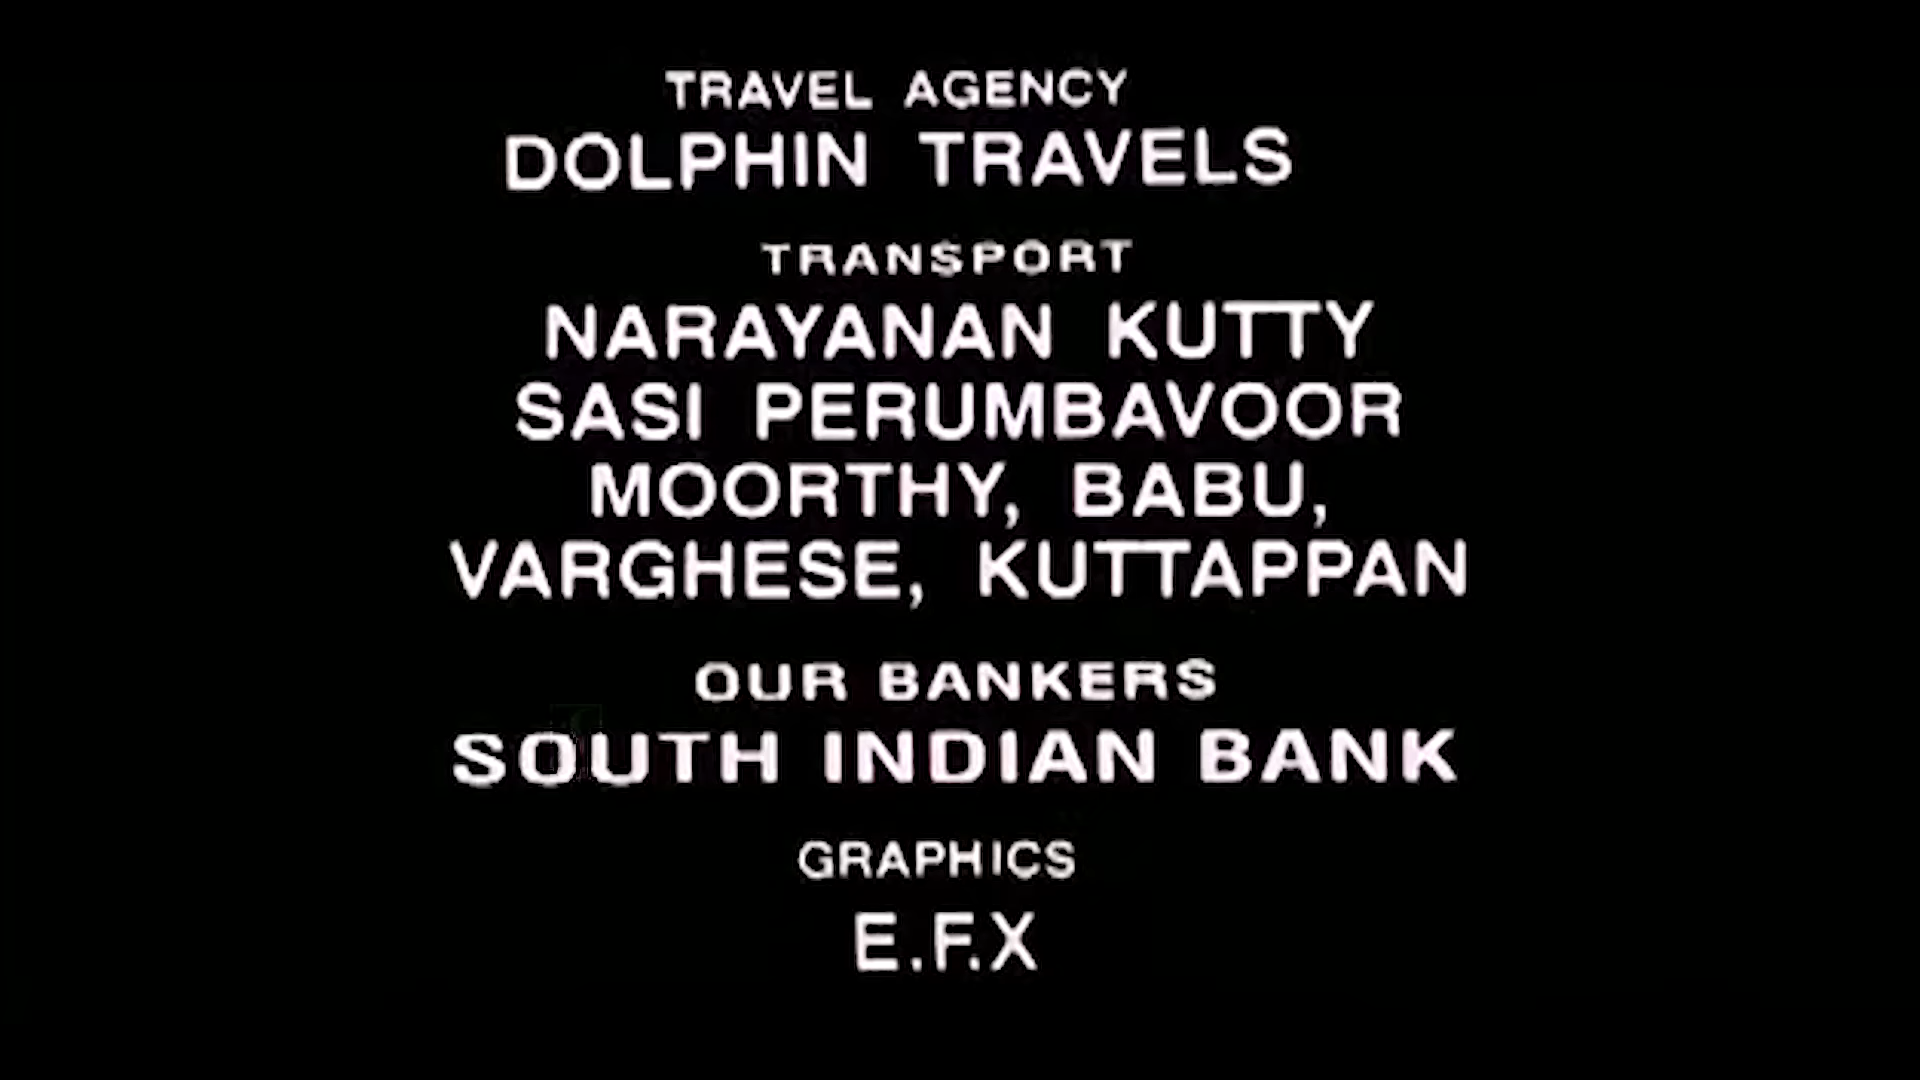 TRAVEL AGENCY
DOLPHIN TRAVELS
TRANSPORT
NARAYANAN KUTTY
SASI PERUMBAVOOR
MOORTHY, BABU,
VARGHESE, KUTTAPPAN
OUR BANKERS
SOUTH INDIAN BANK
GRAPHICS
E.F.X